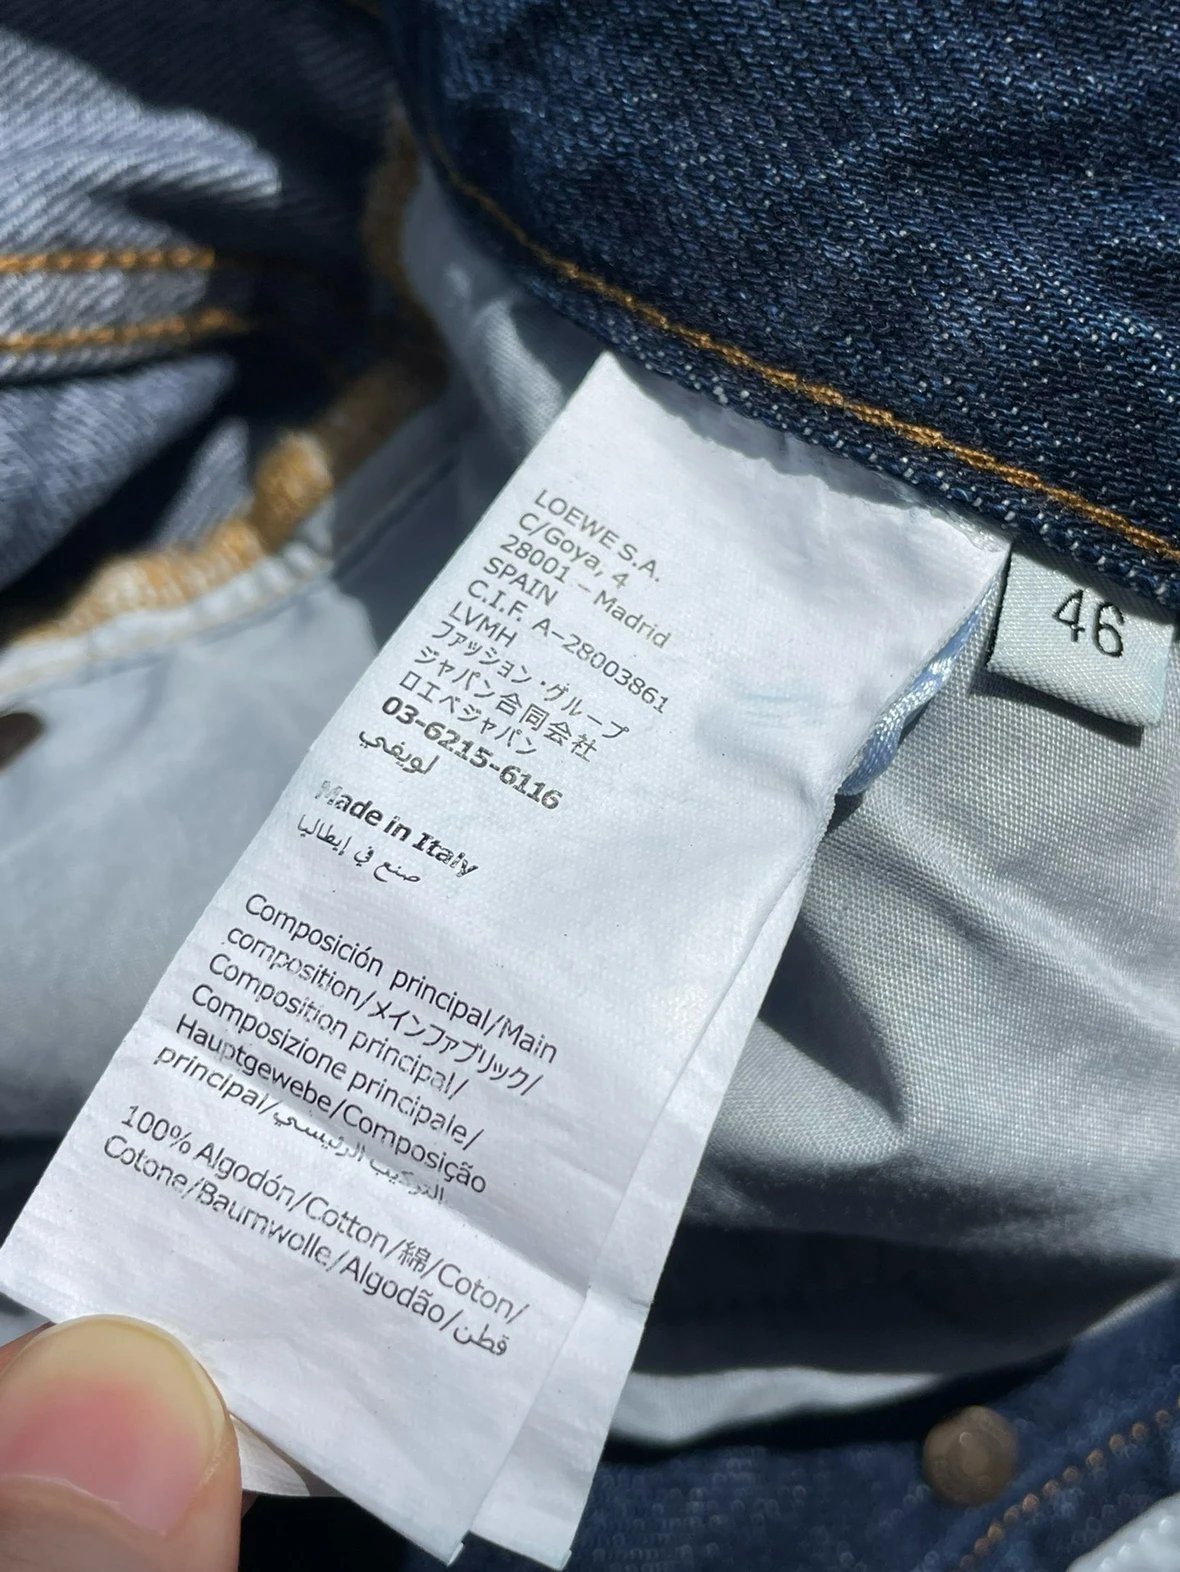 LOEWE S.A.
C/Goya, 4
28001 – Madrid
SPAIN
C.I.F. A-28003861
LVMH
ファッション・グループ
ジャパン合同会社
ロエベジャパン
03-6215-6116
لويفي
Made in Italy
صنع في إيطاليا
Composición principal/Main
composition/メインファブリック/
Composition principal/
Composizione principale/
Hauptgewebe/Composição
principal/التركيب الرئيسي
100% Algodón/Cotton/綿/Coton/
Cotone/Baumwolle/Algodão/قطن
46